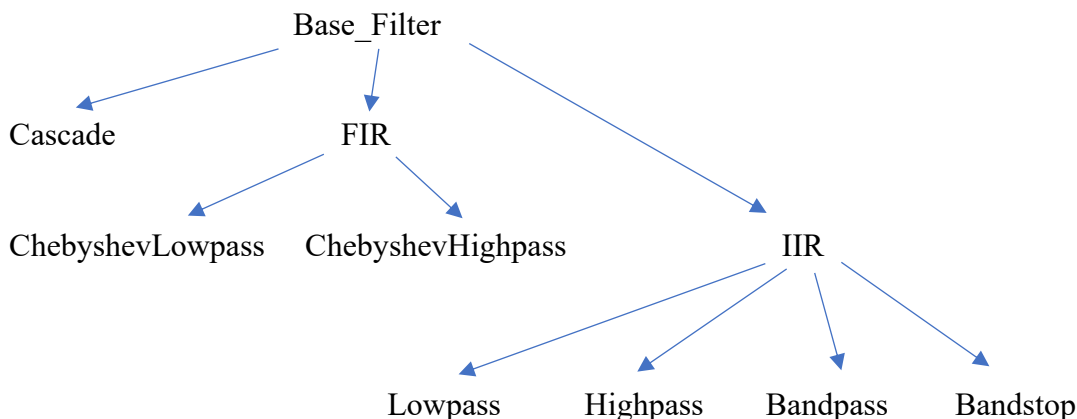 Base_Filter
Cascade FIR
ChebyshevLowpass ChebyshevHighpass IIR
Lowpass Highpass Bandpass Bandstop